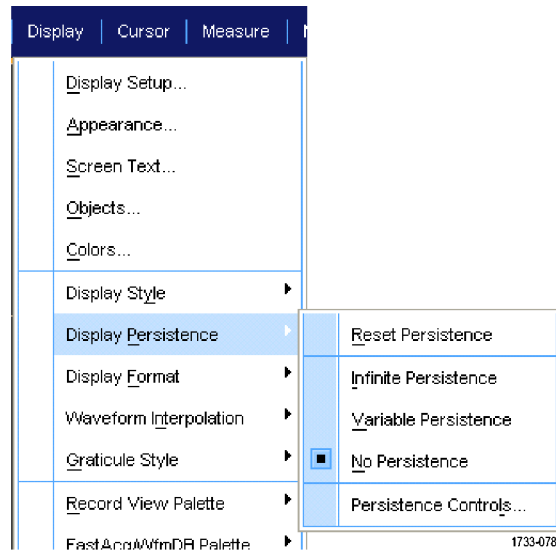 Display Cursor Measure
Display Setup...
Appearance...
Screen Text...
Objects...
Colors...
Display Style
Display Persistence
Reset Persistence
Display Format
Infinite Persistence
Waveform Interpolation
Variable Persistence
Graticule Style
No Persistence
Record View Palette
Persistence Controls...
FastAcq/WfmDB Palette
1733-078